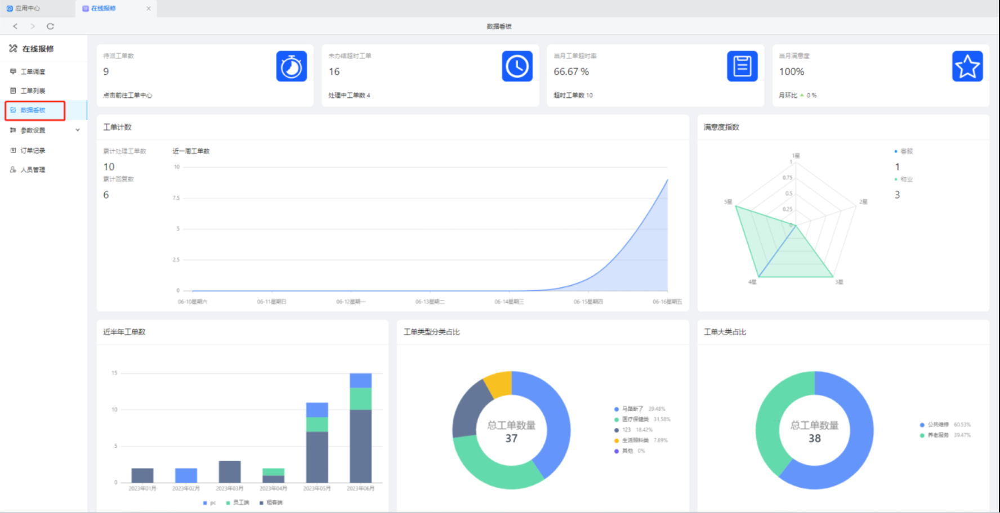 应用中心
在线报修
数据看板
在线报修
工单调度
工单列表
数据看板
参数设置
订单记录
人员管理
待派工单数
9
点击前往工单中心
未办结超时工单
16
处理中工单数 4
当月工单超时率
66.67 %
超时工单数 10
当月满意度
100%
月环比 0 %
工单计数
累计处理工单数
10
累计回复数
6
近一周工单数
10
7.5
5
2.5
0
06-10星期六
06-11星期日
06-12星期一
06-13星期二
06-14星期三
06-15星期四
06-16星期五
满意度指数
1星
1
0.75
0.5
0.25
0
2星
3星
4星
5星
客服
1
物业
3
近半年工单数
15
10
5
0
2023年01月
2023年02月
2023年03月
2023年04月
2023年05月
2023年06月
pc
员工端
租客端
工单类型分类占比
总工单数量
37
马路断了 39.48%
医疗保健类 31.58%
123 18.42%
生活照料类 7.89%
其他 0%
工单大类占比
总工单数量
38
公共维修 60.53%
养老服务 39.47%